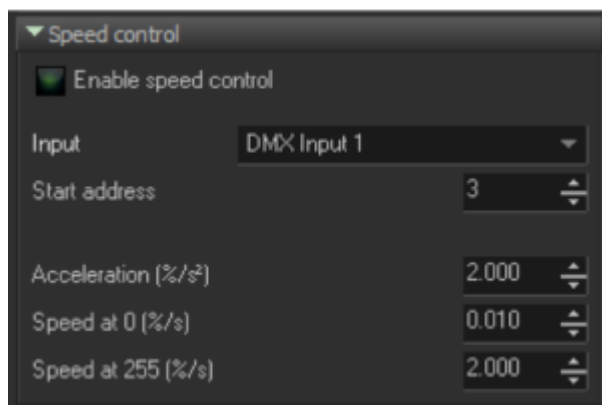 Speed control
Enable speed control
Input DMX Input 1
Start address 3
Acceleration (%/s²) 2.000
Speed at 0 (%/s) 0.010
Speed at 255 (%/s) 2.000